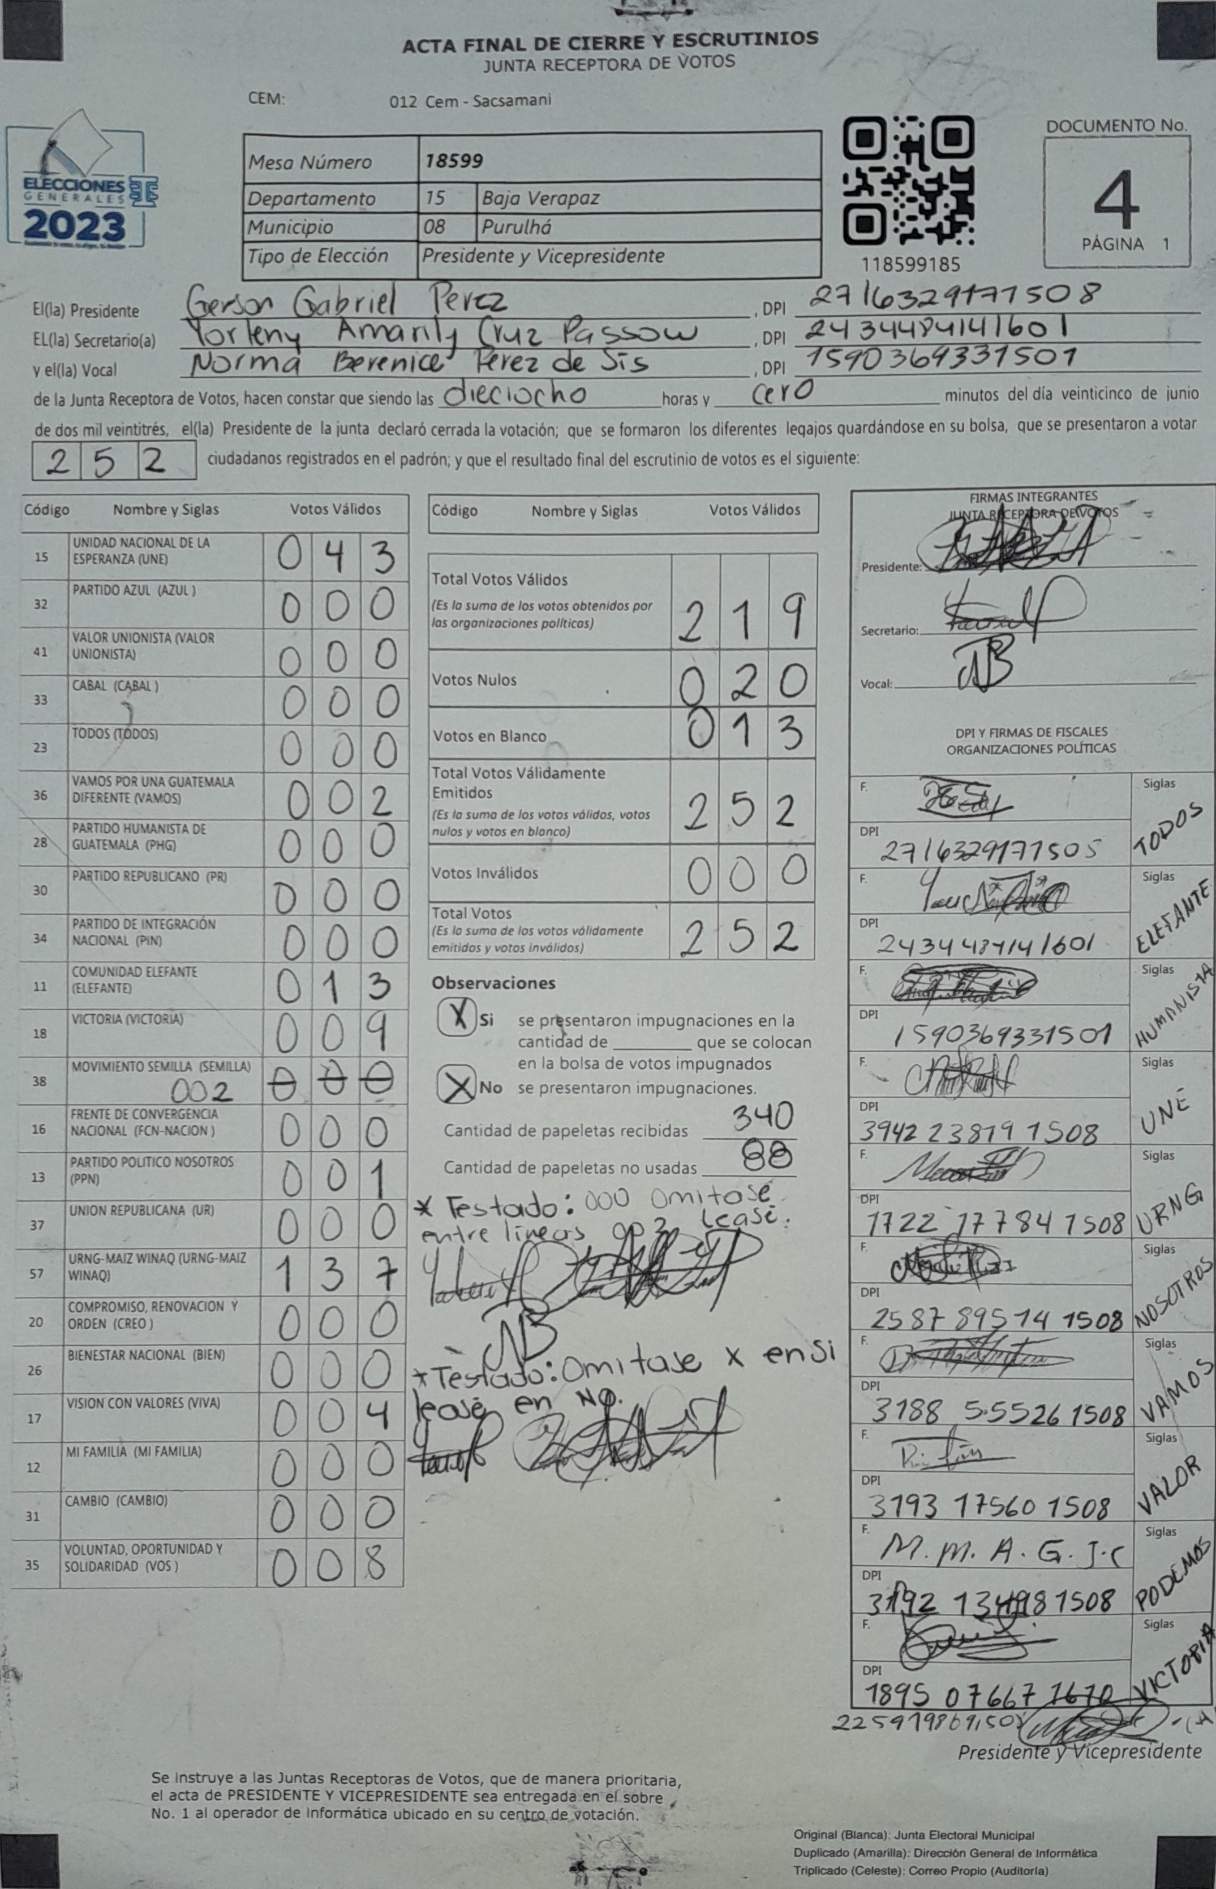 ACTA FINAL DE CIERRE Y ESCRUTINIOS
JUNTA RECEPTORA DE VOTOS
CEM: 012 Cem - Sacsamani
ELECCIONES
GENERALES
2023
Mesa Número 18599
Departamento 15 Baja Verapaz
Municipio 08 Purulhá
Tipo de Elección Presidente y Vicepresidente
118599185
DOCUMENTO No.
4
PÁGINA 1
El(la) Presidente Gerson Gabriel Perez, DPI 2716329171508
EL(la) Secretario(a) Yorleny Amarily Cruz Passow, DPI 2434484141601
y el(la) Vocal Norma Berenice Perez de Sis, DPI 1590369331501
de la Junta Receptora de Votos, hacen constar que siendo las dieciocho horas y cero minutos del día veinticinco de junio
de dos mil veintitrés, el(la) Presidente de la junta declaró cerrada la votación; que se formaron los diferentes legajos guardándose en su bolsa, que se presentaron a votar
252 ciudadanos registrados en el padrón; y que el resultado final del escrutinio de votos es el siguiente:
Código Nombre y Siglas Votos Válidos
15 UNIDAD NACIONAL DE LA ESPERANZA (UNE) 0 4 3
32 PARTIDO AZUL (AZUL ) 0 0 0
41 VALOR UNIONISTA (VALOR UNIONISTA) 0 0 0
33 CABAL (CABAL ) 0 0 0
23 TODOS (TODOS) 0 0 0
36 VAMOS POR UNA GUATEMALA DIFERENTE (VAMOS) 0 0 2
28 PARTIDO HUMANISTA DE GUATEMALA (PHG) 0 0 0
30 PARTIDO REPUBLICANO (PR) 0 0 0
34 PARTIDO DE INTEGRACIÓN NACIONAL (PIN) 0 0 0
11 COMUNIDAD ELEFANTE (ELEFANTE) 0 1 3
18 VICTORIA (VICTORIA) 0 0 9
38 MOVIMIENTO SEMILLA (SEMILLA) 002 0 0 0
16 FRENTE DE CONVERGENCIA NACIONAL (FCN-NACION ) 0 0 0
13 PARTIDO POLITICO NOSOTROS (PPN) 0 0 1
37 UNION REPUBLICANA (UR) 0 0 0
57 URNG-MAIZ WINAQ (URNG-MAIZ WINAQ) 1 3 7
20 COMPROMISO, RENOVACION Y ORDEN (CREO ) 0 0 0
26 BIENESTAR NACIONAL (BIEN) 0 0 0
17 VISION CON VALORES (VIVA) 0 0 4
12 MI FAMILIA (MI FAMILIA) 0 0 0
31 CAMBIO (CAMBIO) 0 0 0
35 VOLUNTAD, OPORTUNIDAD Y SOLIDARIDAD (VOS ) 0 0 8
Código Nombre y Siglas Votos Válidos
Total Votos Válidos
(Es la suma de los votos obtenidos por
las organizaciones políticas) 2 1 9
Votos Nulos 0 2 0
Votos en Blanco 0 1 3
Total Votos Válidamente
Emitidos
(Es la suma de los votos válidos, votos
nulos y votos en blanco) 2 5 2
Votos Inválidos 0 0 0
Total Votos
(Es la suma de los votos válidamente
emitidos y votos inválidos) 2 5 2
Observaciones
X Si se presentaron impugnaciones en la
cantidad de que se colocan
en la bolsa de votos impugnados
X No se presentaron impugnaciones.
Cantidad de papeletas recibidas 340
Cantidad de papeletas no usadas 88
* Testado: 000 Omitase
entre lineas 002 lease.
* Testado: Omitase x en si
lease en NO.
FIRMAS INTEGRANTES
JUNTA RECEPTORA DE VOTOS
Presidente:
Secretario:
Vocal:
DPI Y FIRMAS DE FISCALES
ORGANIZACIONES POLÍTICAS
F. Siglas TODOS
DPI 2716329171505
F. Siglas ELEFANTE
DPI 2434484141601
F. Siglas HUMANISTA
DPI 1590369331501
F. Siglas UNE
DPI 3942 23819 1508
F. Siglas URNG
DPI 1722 17784 1508
F. Siglas NOSOTROS
DPI 2587 89514 1508
F. Siglas VAMOS
DPI 3188 55526 1508
F. Siglas VALOR
DPI 3193 17560 1508
F. M.M.A.G.J.C Siglas PODEMOS
DPI
F. Siglas VICTORIA
DPI 1895 07667 1610
Presidente y Vicepresidente
Se instruye a las Juntas Receptoras de Votos, que de manera prioritaria,
el acta de PRESIDENTE Y VICEPRESIDENTE sea entregada en el sobre
No. 1 al operador de informática ubicado en su centro de votación.
Original (Blanca): Junta Electoral Municipal
Duplicado (Amarilla): Dirección General de Informática
Triplicado (Celeste): Correo Propio (Auditoría)